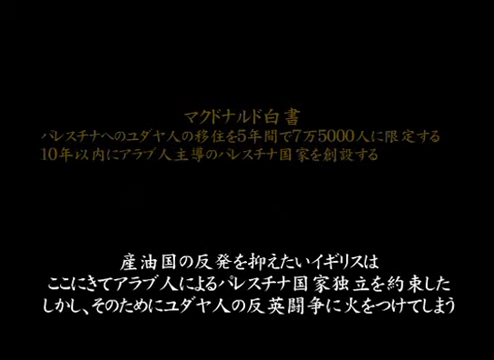 マクドナルド白書
パレスチナへのユダヤ人の移住を5年間で7万5000人に限定する
10年以内にアラブ人主導のパレスチナ国家を創設する
産油国の反発を抑えたいイギリスは
ここにきてアラブ人によるパレスチナ国家独立を約束した
しかし、そのためにユダヤ人の反英闘争に火をつけてしまう